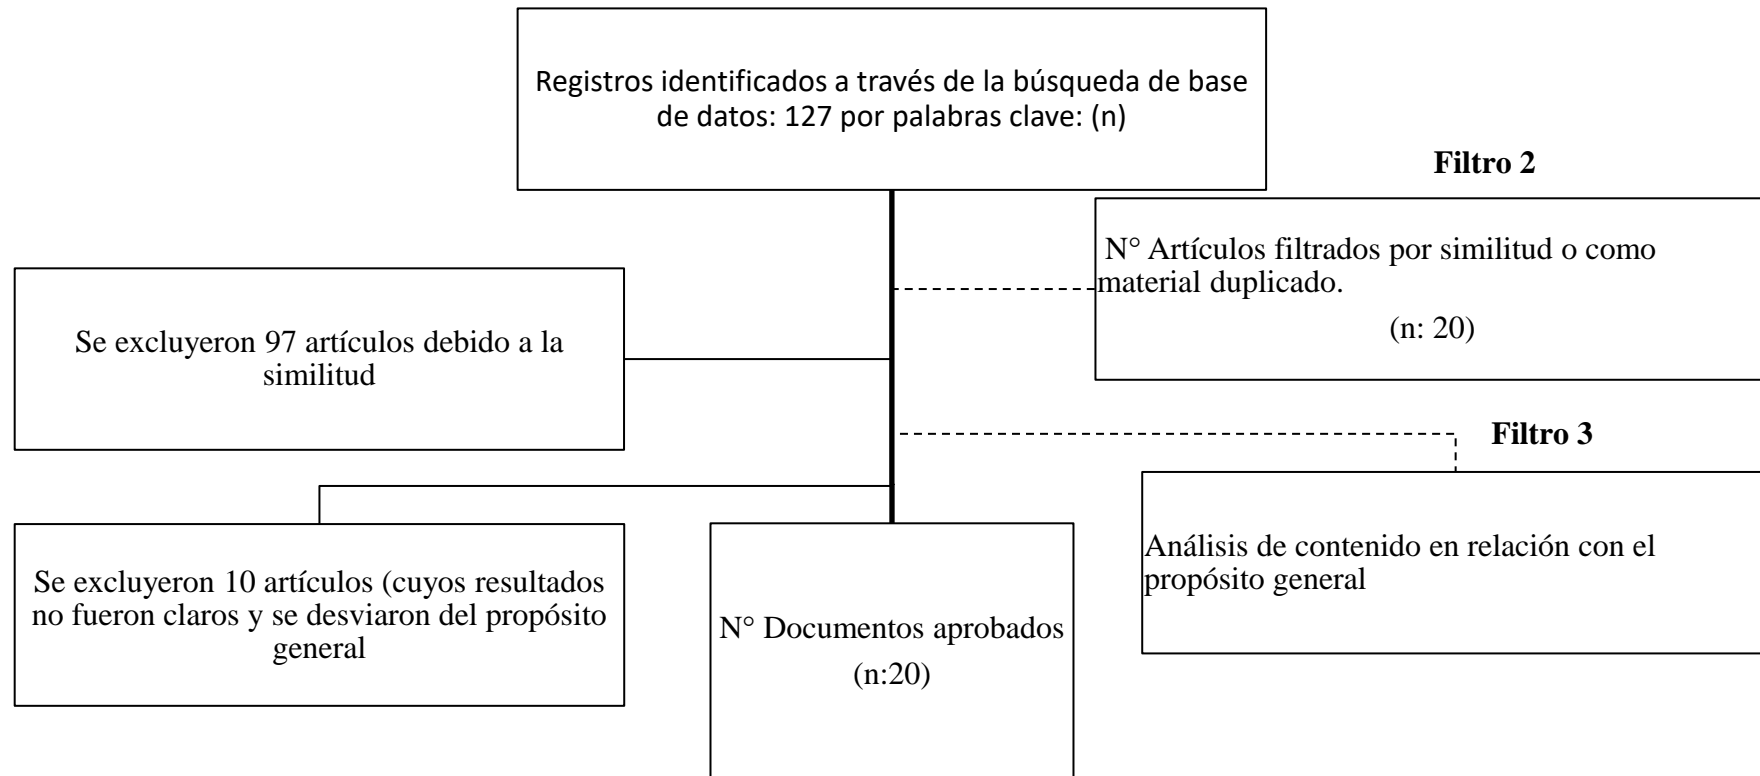 Registros identificados a través de la búsqueda de base
de datos: 127 por palabras clave: (n)
Filtro 2
N° Artículos filtrados por similitud o como
material duplicado.
(n: 20)
Se excluyeron 97 artículos debido a la
similitud
Filtro 3
Análisis de contenido en relación con el
propósito general
Se excluyeron 10 artículos (cuyos resultados
no fueron claros y se desviaron del propósito
general
N° Documentos aprobados
(n:20)